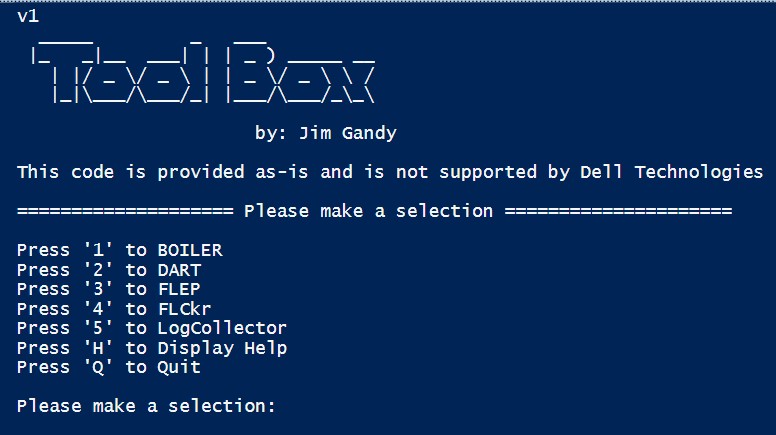 v1
Tool Box
by: Jim Gandy
This code is provided as-is and is not supported by Dell Technologies
==================== Please make a selection =====================
Press '1' to BOILER
Press '2' to DART
Press '3' to FLEP
Press '4' to FLCkr
Press '5' to LogCollector
Press 'H' to Display Help
Press 'Q' to Quit
Please make a selection: